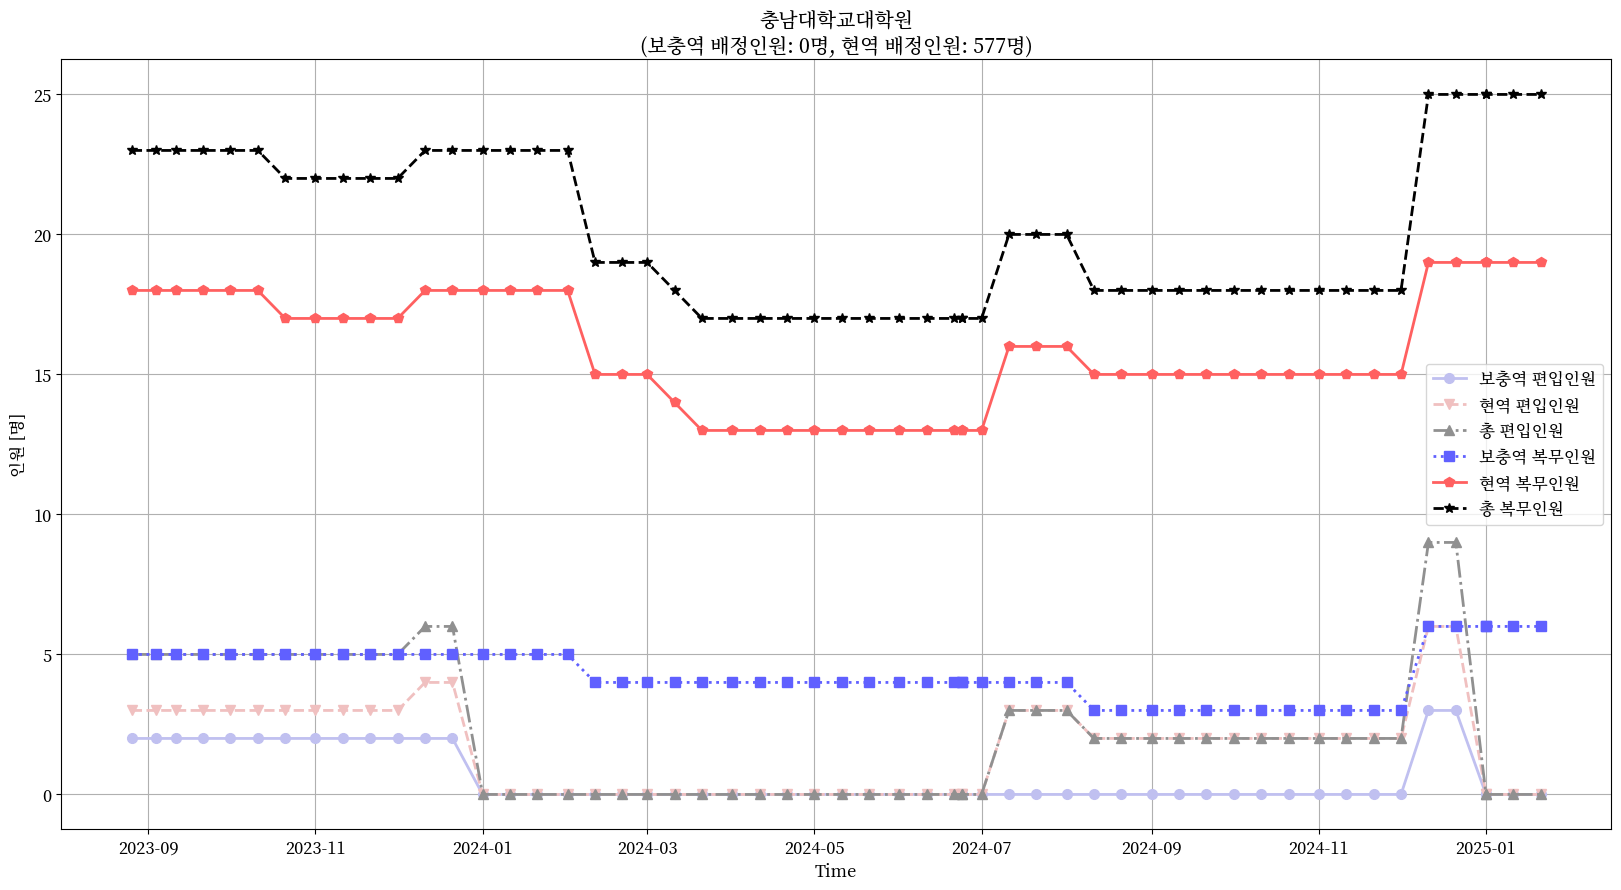 충남대학교대학원
(보충역 배정인원: 0명, 현역 배정인원: 577명)
인원 [명]
25
20
15
10
5
0
보충역 편입인원
현역 편입인원
총 편입인원
보충역 복무인원
현역 복무인원
총 복무인원
2023-09
2023-11
2024-01
2024-03
2024-05
2024-07
2024-09
2024-11
2025-01
Time